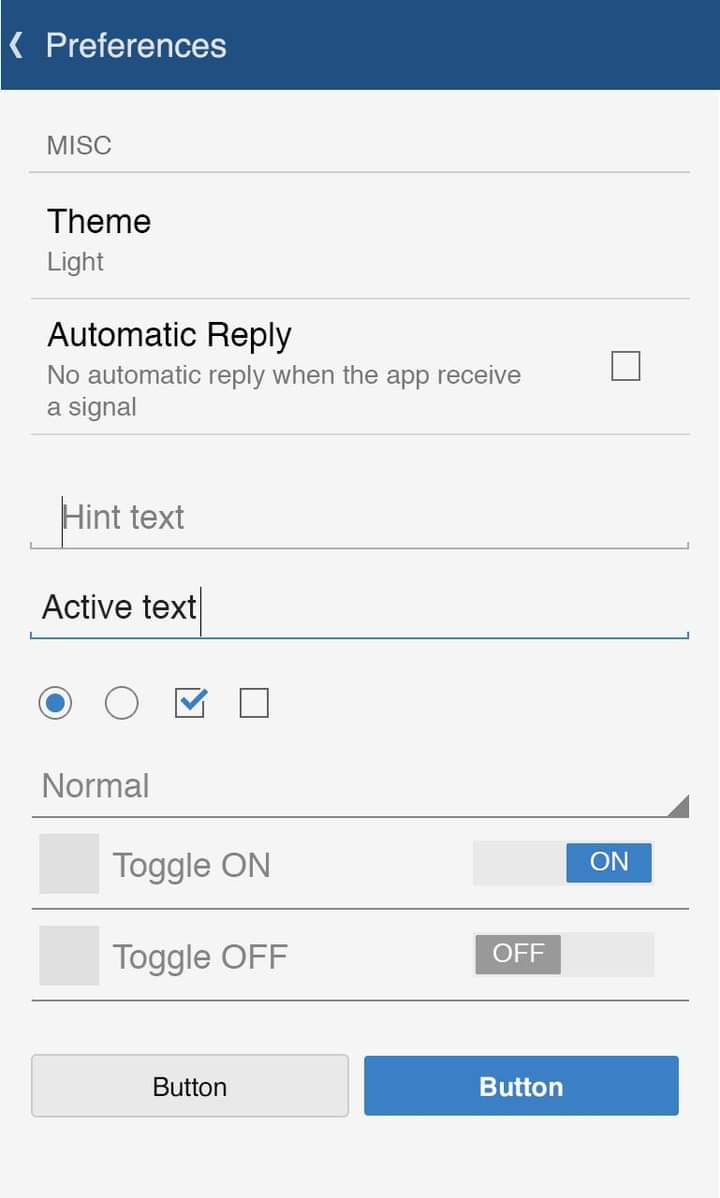 Preferences
MISC
Theme
Light
Automatic Reply
No automatic reply when the app receive
a signal
Hint text
Active text
Normal
Toggle ON
ON
Toggle OFF
OFF
Button
Button